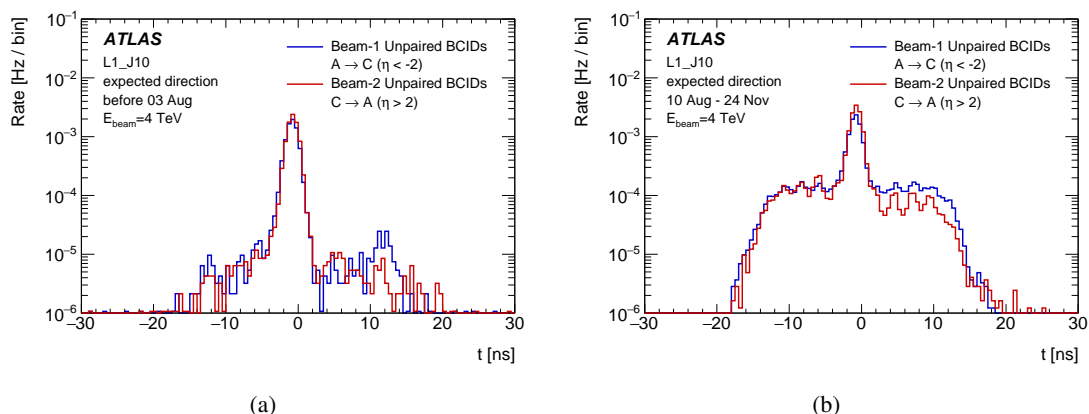 Rate [Hz / bin]
10⁻¹
10⁻²
10⁻³
10⁻⁴
10⁻⁵
10⁻⁶
ATLAS
L1_J10
expected direction
before 03 Aug
E_beam=4 TeV
Beam-1 Unpaired BCIDs
A → C (η < -2)
Beam-2 Unpaired BCIDs
C → A (η > 2)
−30 −20 −10 0 10 20 30
t [ns]
(a)
Rate [Hz / bin]
10⁻¹
10⁻²
10⁻³
10⁻⁴
10⁻⁵
10⁻⁶
ATLAS
L1_J10
expected direction
10 Aug - 24 Nov
E_beam=4 TeV
Beam-1 Unpaired BCIDs
A → C (η < -2)
Beam-2 Unpaired BCIDs
C → A (η > 2)
−30 −20 −10 0 10 20 30
t [ns]
(b)